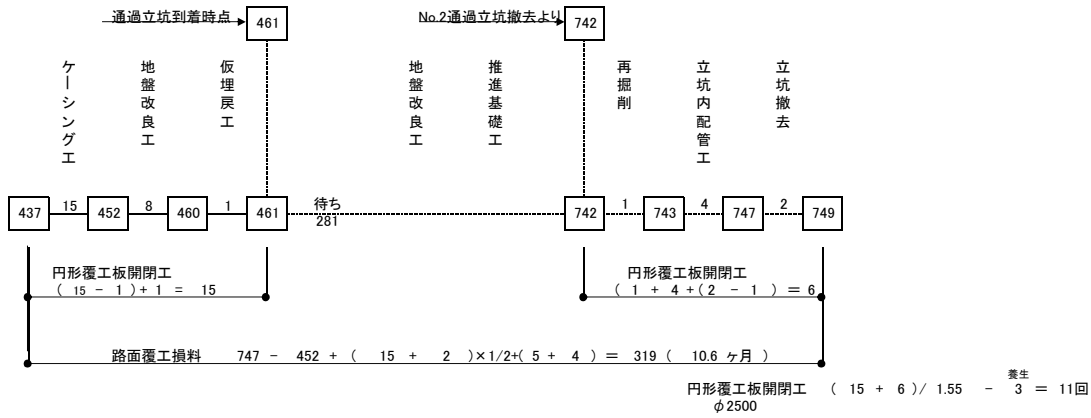 通過立坑到着時点 461 No.2通過立坑撤去より 742
ケーシング工
地盤改良工
仮埋戻工
地盤改良工
推進基礎工
再掘削
立坑内配管工
立坑撤去
437 15 452 8 460 1 461 待ち 742 1 743 4 747 2 749
281
円形覆工板開閉工 円形覆工板開閉工
( 15 - 1 )+ 1 = 15 ( 1 + 4 +( 2 - 1 ) = 6
路面覆工損料 747 - 452 + ( 15 + 2 )×1/2+( 5 + 4 ) = 319 ( 10.6 ヶ月 )
養生
円形覆工板開閉工 ( 15 + 6 )/ 1.55 - 3 = 11回
φ2500